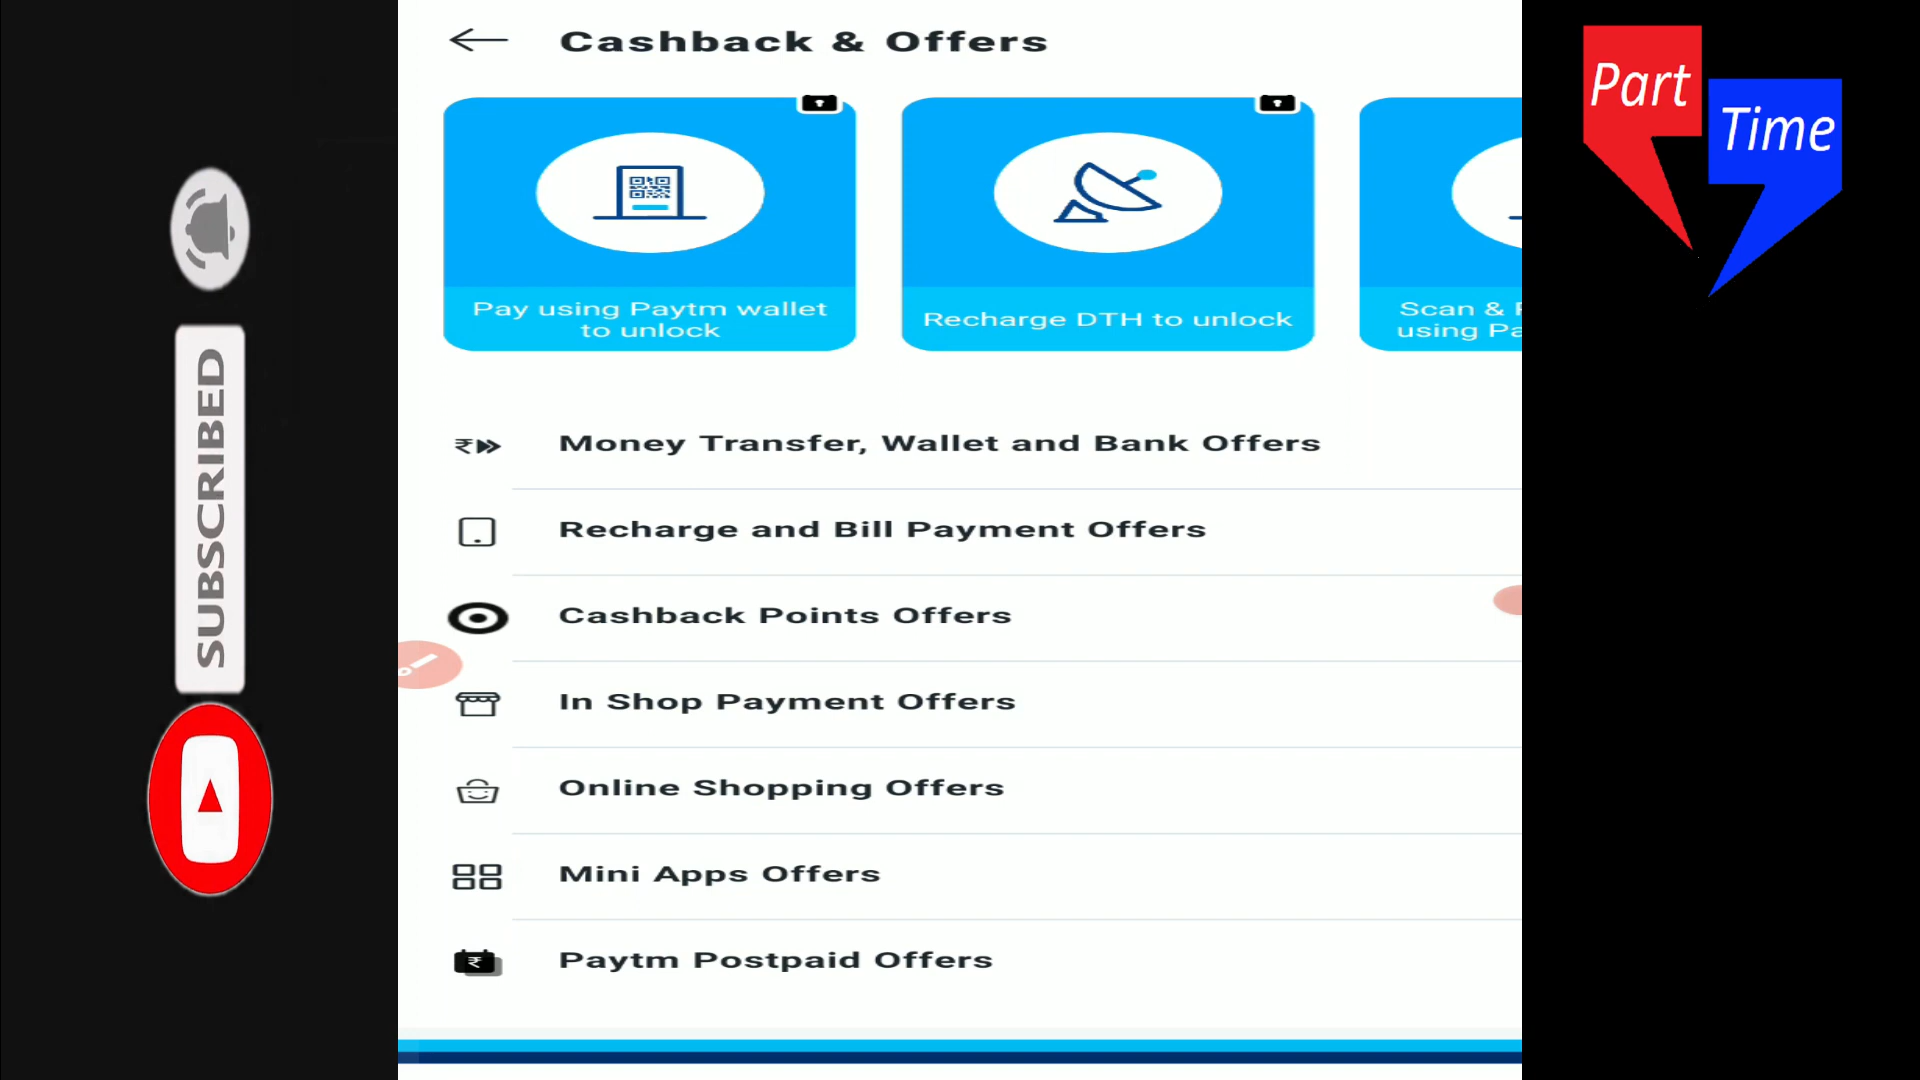 Cashback & Offers
Part
Time
Pay using Paytm wallet
to unlock
Recharge DTH to unlock
Scan &
using
SUBSCRIBED
₹ Money Transfer, Wallet and Bank Offers
Recharge and Bill Payment Offers
Cashback Points Offers
In Shop Payment Offers
Online Shopping Offers
Mini Apps Offers
₹ Paytm Postpaid Offers